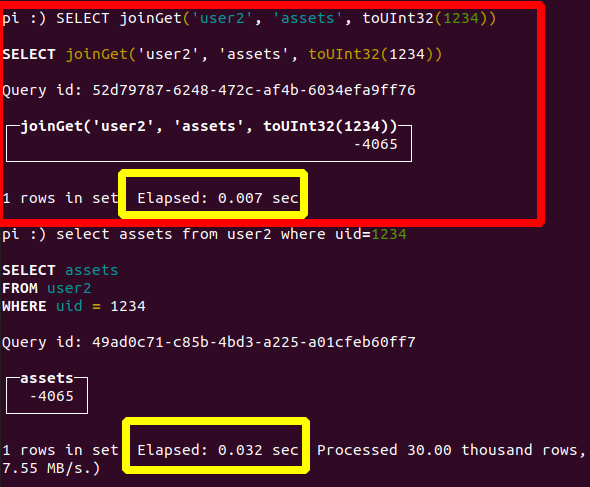 pi :) SELECT joinGet('user2', 'assets', toUInt32(1234))
SELECT joinGet('user2', 'assets', toUInt32(1234))
Query id: 52d79787-6248-472c-af4b-6034efa9ff76
joinGet('user2', 'assets', toUInt32(1234))
-4065
1 rows in set Elapsed: 0.007 sec
pi :) select assets from user2 where uid=1234
SELECT assets
FROM user2
WHERE uid = 1234
Query id: 49ad0c71-c85b-4bd3-a225-a01cfeb60ff7
assets
-4065
1 rows in set Elapsed: 0.032 sec Processed 30.00 thousand rows,
7.55 MB/s.)